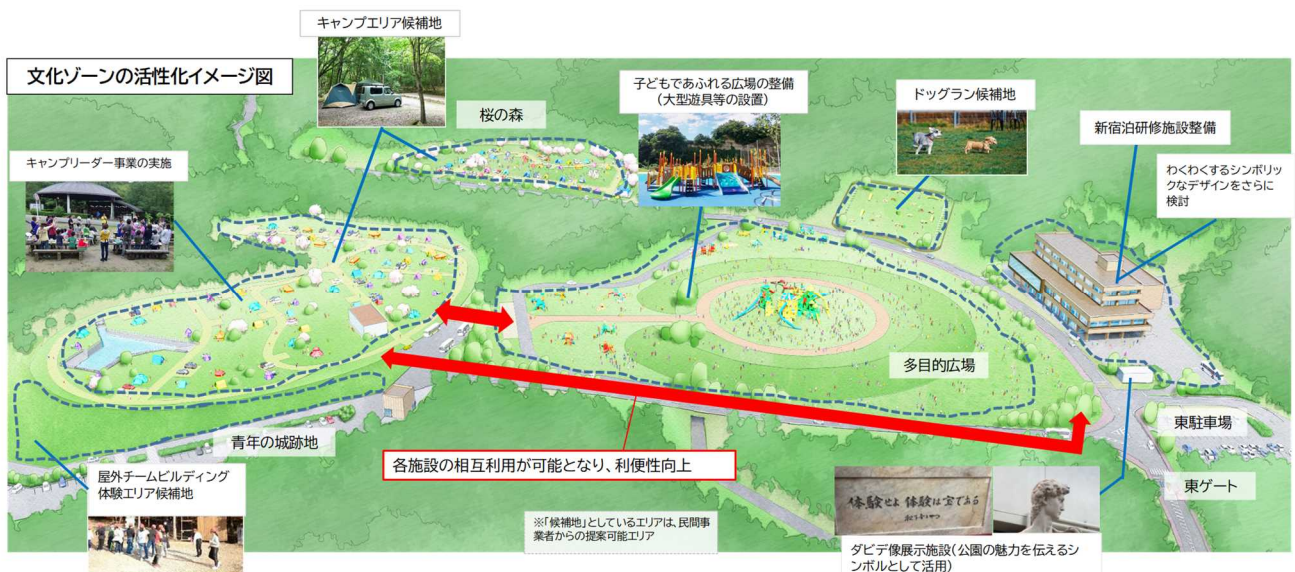 キャンプエリア候補地
文化ゾーンの活性化イメージ図
子どもであふれる広場の整備
(大型遊具等の設置)
ドッグラン候補地
桜の森
新宿泊研修施設整備
キャンプリーダー事業の実施
わくわくするシンボリッ
クなデザインをさらに
検討
多目的広場
東駐車場
青年の城跡地
各施設の相互利用が可能となり、利便性向上
屋外チームビルディング
体験エリア候補地
東ゲート
体験せよ 体験は宝である
※「候補地」としているエリアは、民間事
業者からの提案可能エリア
ダビデ像展示施設(公園の魅力を伝えるシ
ンボルとして活用)